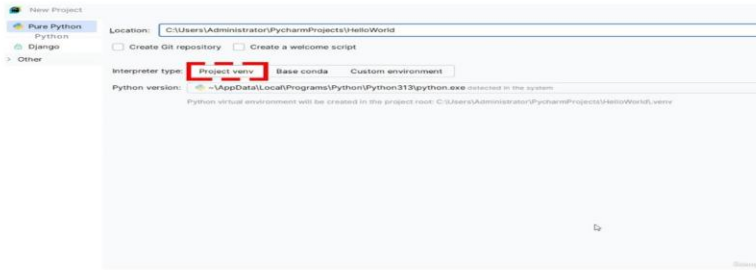 New Project
Pure Python
Python
Django
Other
Location: C:\Users\Administrator\PycharmProjects\HelloWorld
Create Git repository Create a welcome script
Interpreter type: Project venv Base conda Custom environment
Python version: ~\AppData\Local\Programs\Python\Python313\python.exe detected in the system
Python virtual environment will be created in the project root: C:\Users\Administrator\PycharmProjects\HelloWorld\.venv